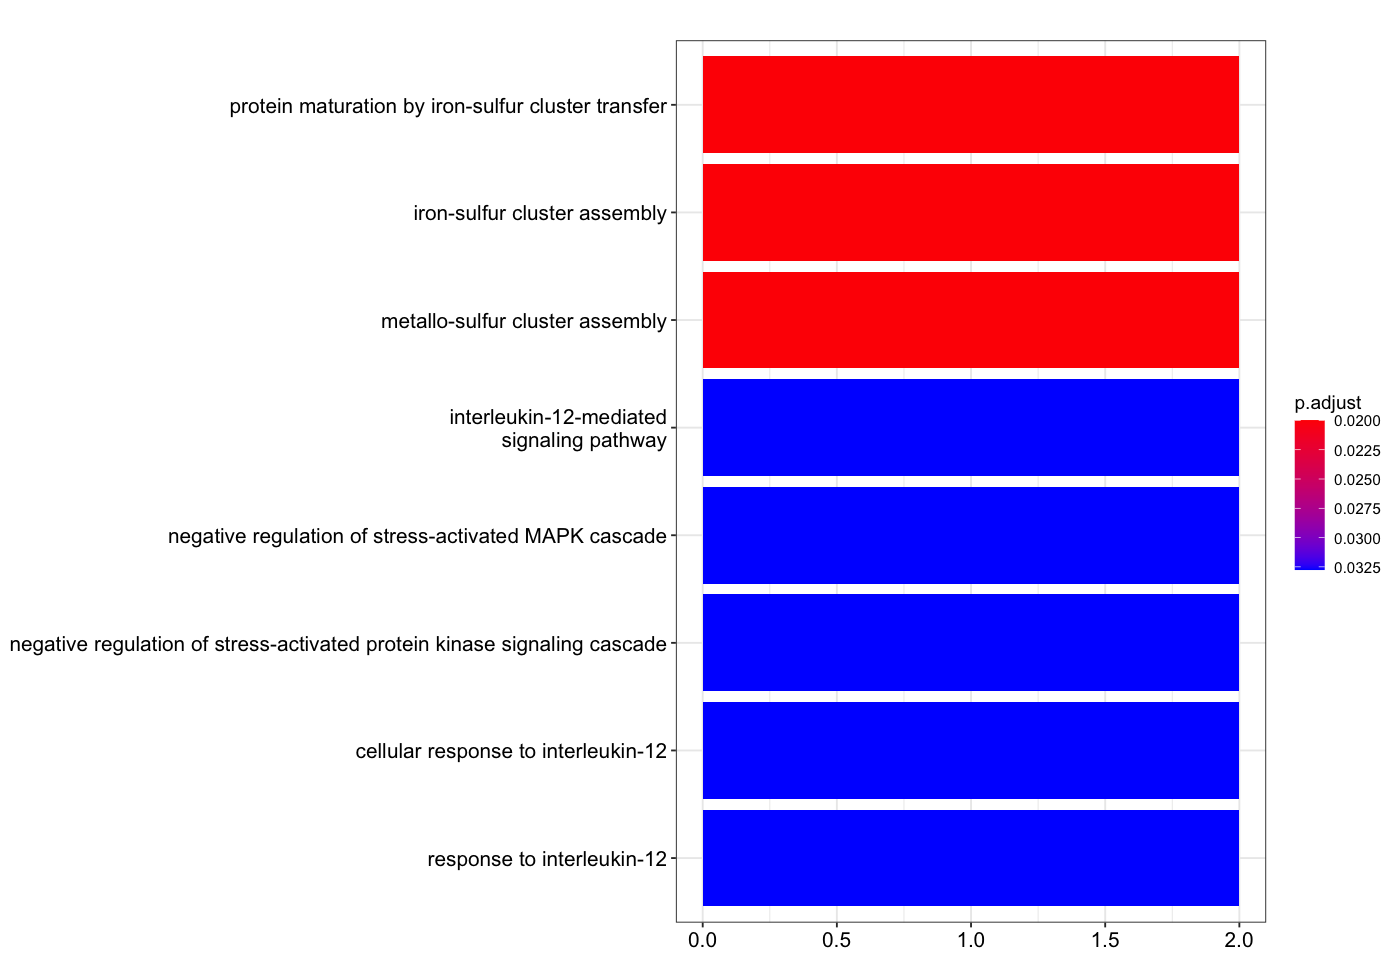 protein maturation by iron-sulfur cluster transfer
iron-sulfur cluster assembly
metallo-sulfur cluster assembly
interleukin-12-mediated
signaling pathway
negative regulation of stress-activated MAPK cascade
negative regulation of stress-activated protein kinase signaling cascade
cellular response to interleukin-12
response to interleukin-12
0.0 0.5 1.0 1.5 2.0
p.adjust
0.0200
0.0225
0.0250
0.0275
0.0300
0.0325